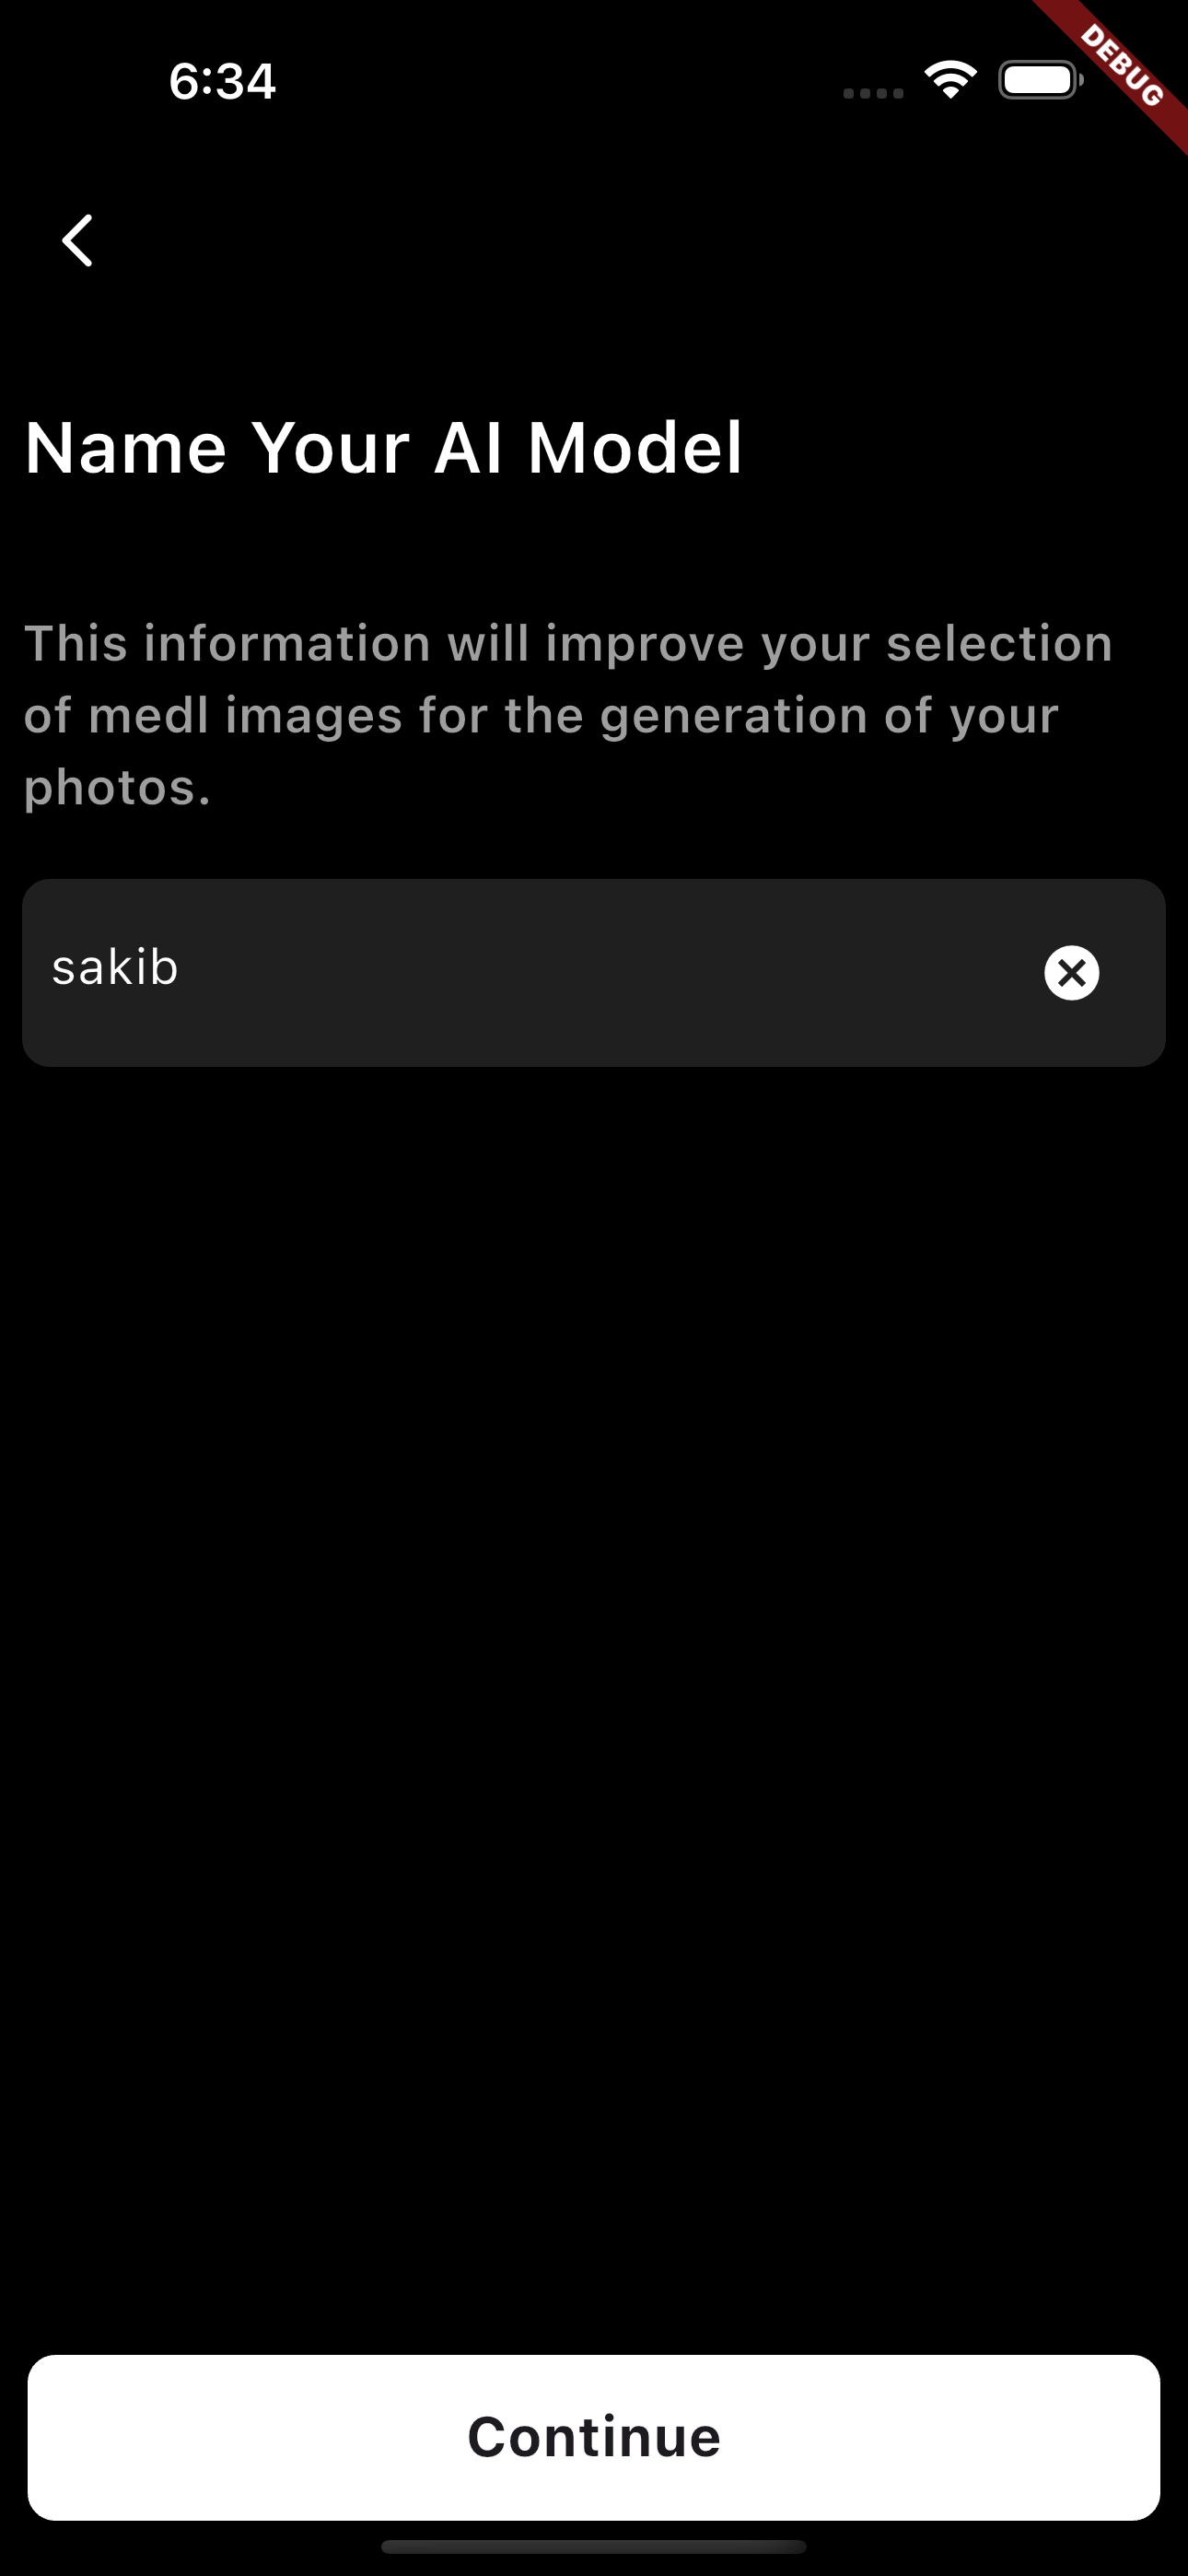 6:34
DEBUG
Name Your AI Model
This information will improve your selection
of medl images for the generation of your
photos.
sakib
Continue